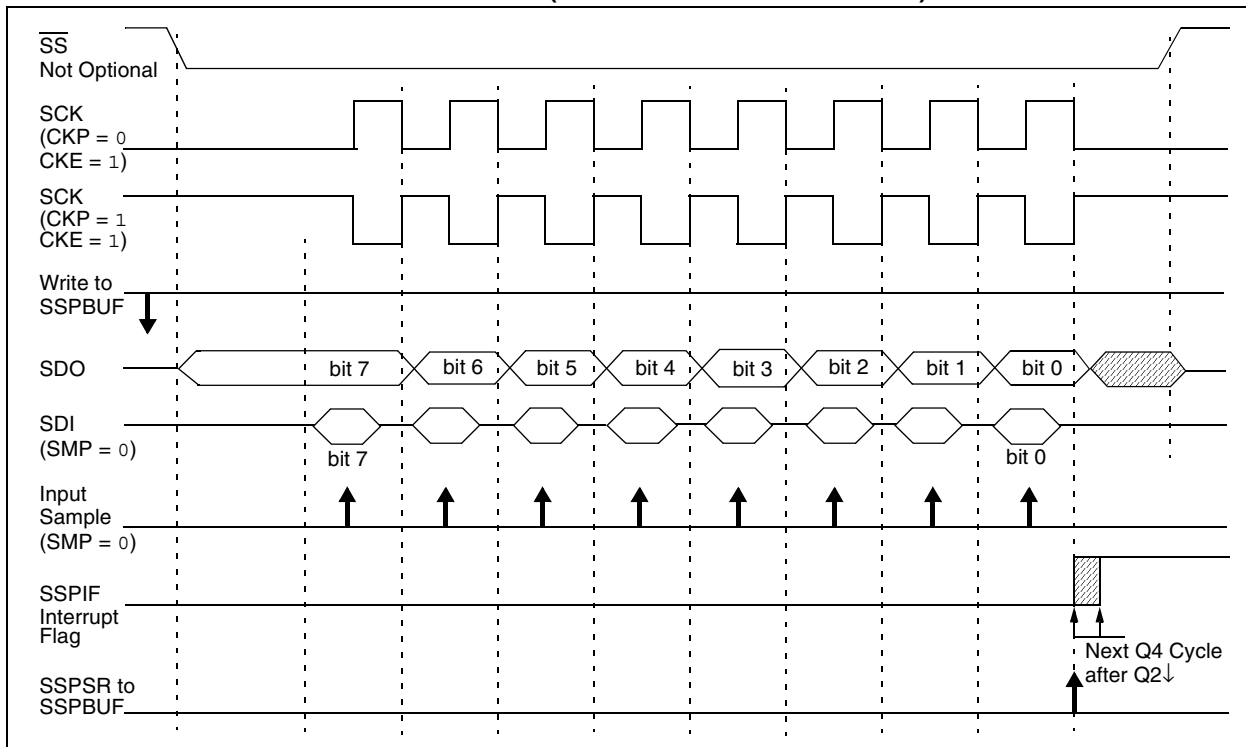 SS
Not Optional
SCK
(CKP = 0
CKE = 1)
SCK
(CKP = 1
CKE = 1)
Write to
SSPBUF
SDO
bit 7
bit 6
bit 5
bit 4
bit 3
bit 2
bit 1
bit 0
SDI
(SMP = 0)
bit 7
bit 0
Input
Sample
(SMP = 0)
SSPIF
Interrupt
Flag
Next Q4 Cycle
after Q2↓
SSPSR to
SSPBUF